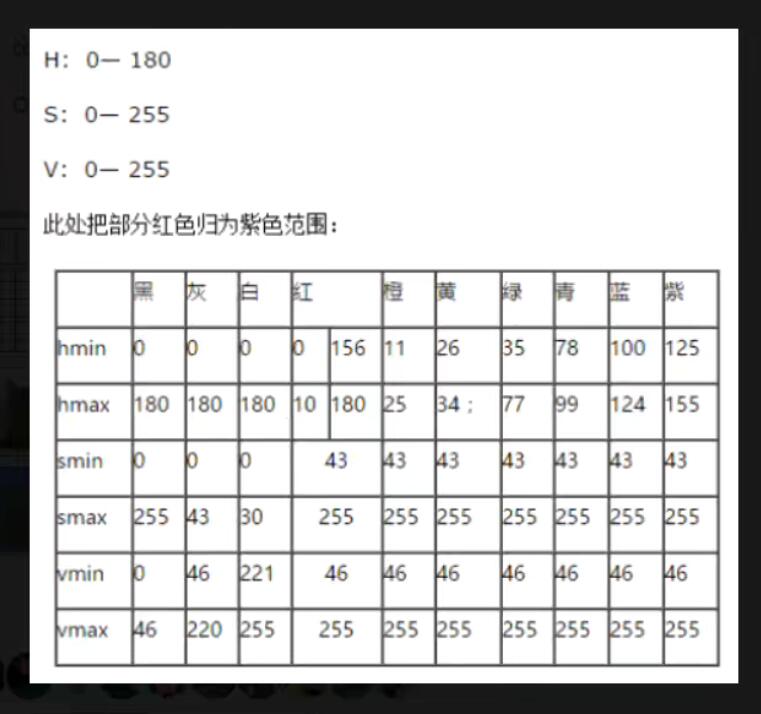 H：0— 180
S：0— 255
V：0— 255
此处把部分红色归为紫色范围：
黑 灰 白 红 橙 黄 绿 青 蓝 紫
hmin 0 0 0 0 156 11 26 35 78 100 125
hmax 180 180 180 10 180 25 34； 77 99 124 155
smin 0 0 0 43 43 43 43 43 43 43
smax 255 43 30 255 255 255 255 255 255 255
vmin 0 46 221 46 46 46 46 46 46 46
vmax 46 220 255 255 255 255 255 255 255 255